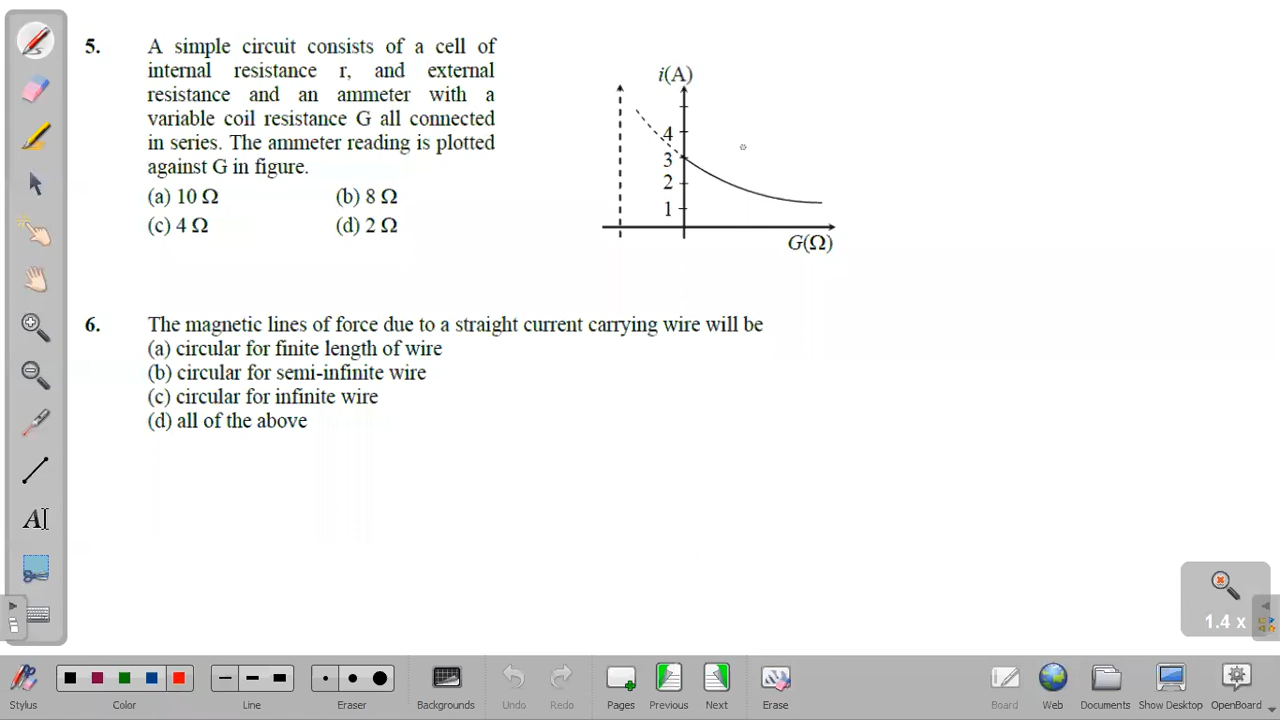 5. A simple circuit consists of a cell of
internal resistance r, and external
resistance and an ammeter with a
variable coil resistance G all connected
in series. The ammeter reading is plotted
against G in figure.
(a) 10 Ω (b) 8 Ω
(c) 4 Ω (d) 2 Ω
i(A)
4
3
2
1
G(Ω)
6. The magnetic lines of force due to a straight current carrying wire will be
(a) circular for finite length of wire
(b) circular for semi-infinite wire
(c) circular for infinite wire
(d) all of the above
1.4 x
Stylus Color Line Eraser Backgrounds Undo Redo Pages Previous Next Erase Board Web Documents Show Desktop OpenBoard